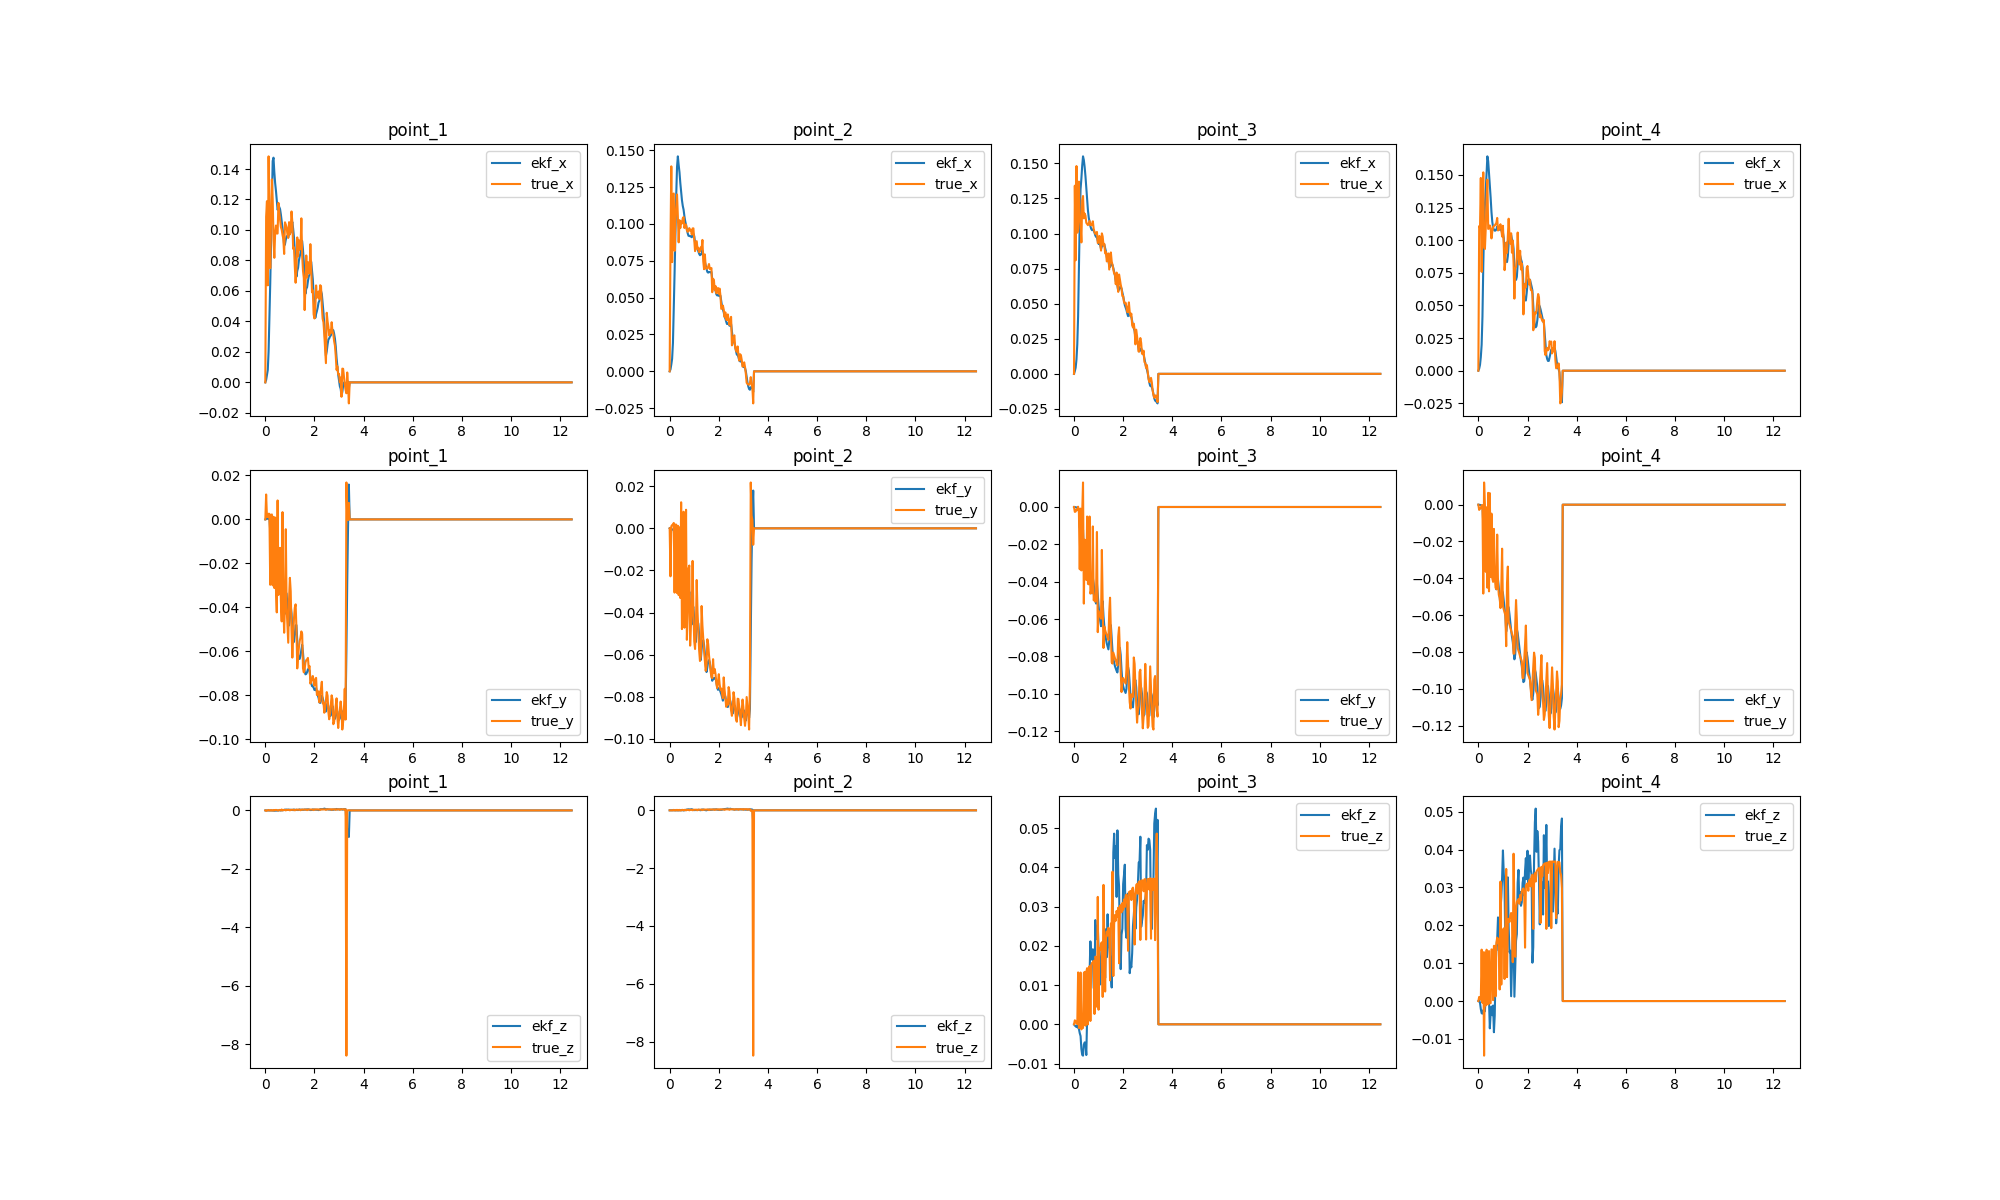 point_1 point_2 point_3 point_4
0.14 0.12 0.10 0.08 0.06 0.04 0.02 0.00 −0.02
ekf_x
true_x
0 2 4 6 8 10 12
0.150 0.125 0.100 0.075 0.050 0.025 0.000 −0.025
ekf_x
true_x
0 2 4 6 8 10 12
0.150 0.125 0.100 0.075 0.050 0.025 0.000 −0.025
ekf_x
true_x
0 2 4 6 8 10 12
0.150 0.125 0.100 0.075 0.050 0.025 0.000 −0.025
ekf_x
true_x
0 2 4 6 8 10 12
point_1 point_2 point_3 point_4
0.02 0.00 −0.02 −0.04 −0.06 −0.08 −0.10
ekf_y
true_y
0 2 4 6 8 10 12
0.02 0.00 −0.02 −0.04 −0.06 −0.08 −0.10
ekf_y
true_y
0 2 4 6 8 10 12
0.00 −0.02 −0.04 −0.06 −0.08 −0.10 −0.12
ekf_y
true_y
0 2 4 6 8 10 12
0.00 −0.02 −0.04 −0.06 −0.08 −0.10 −0.12
ekf_y
true_y
0 2 4 6 8 10 12
point_1 point_2 point_3 point_4
0 −2 −4 −6 −8
ekf_z
true_z
0 2 4 6 8 10 12
0 −2 −4 −6 −8
ekf_z
true_z
0 2 4 6 8 10 12
0.05 0.04 0.03 0.02 0.01 0.00 −0.01
ekf_z
true_z
0 2 4 6 8 10 12
0.05 0.04 0.03 0.02 0.01 0.00 −0.01
ekf_z
true_z
0 2 4 6 8 10 12